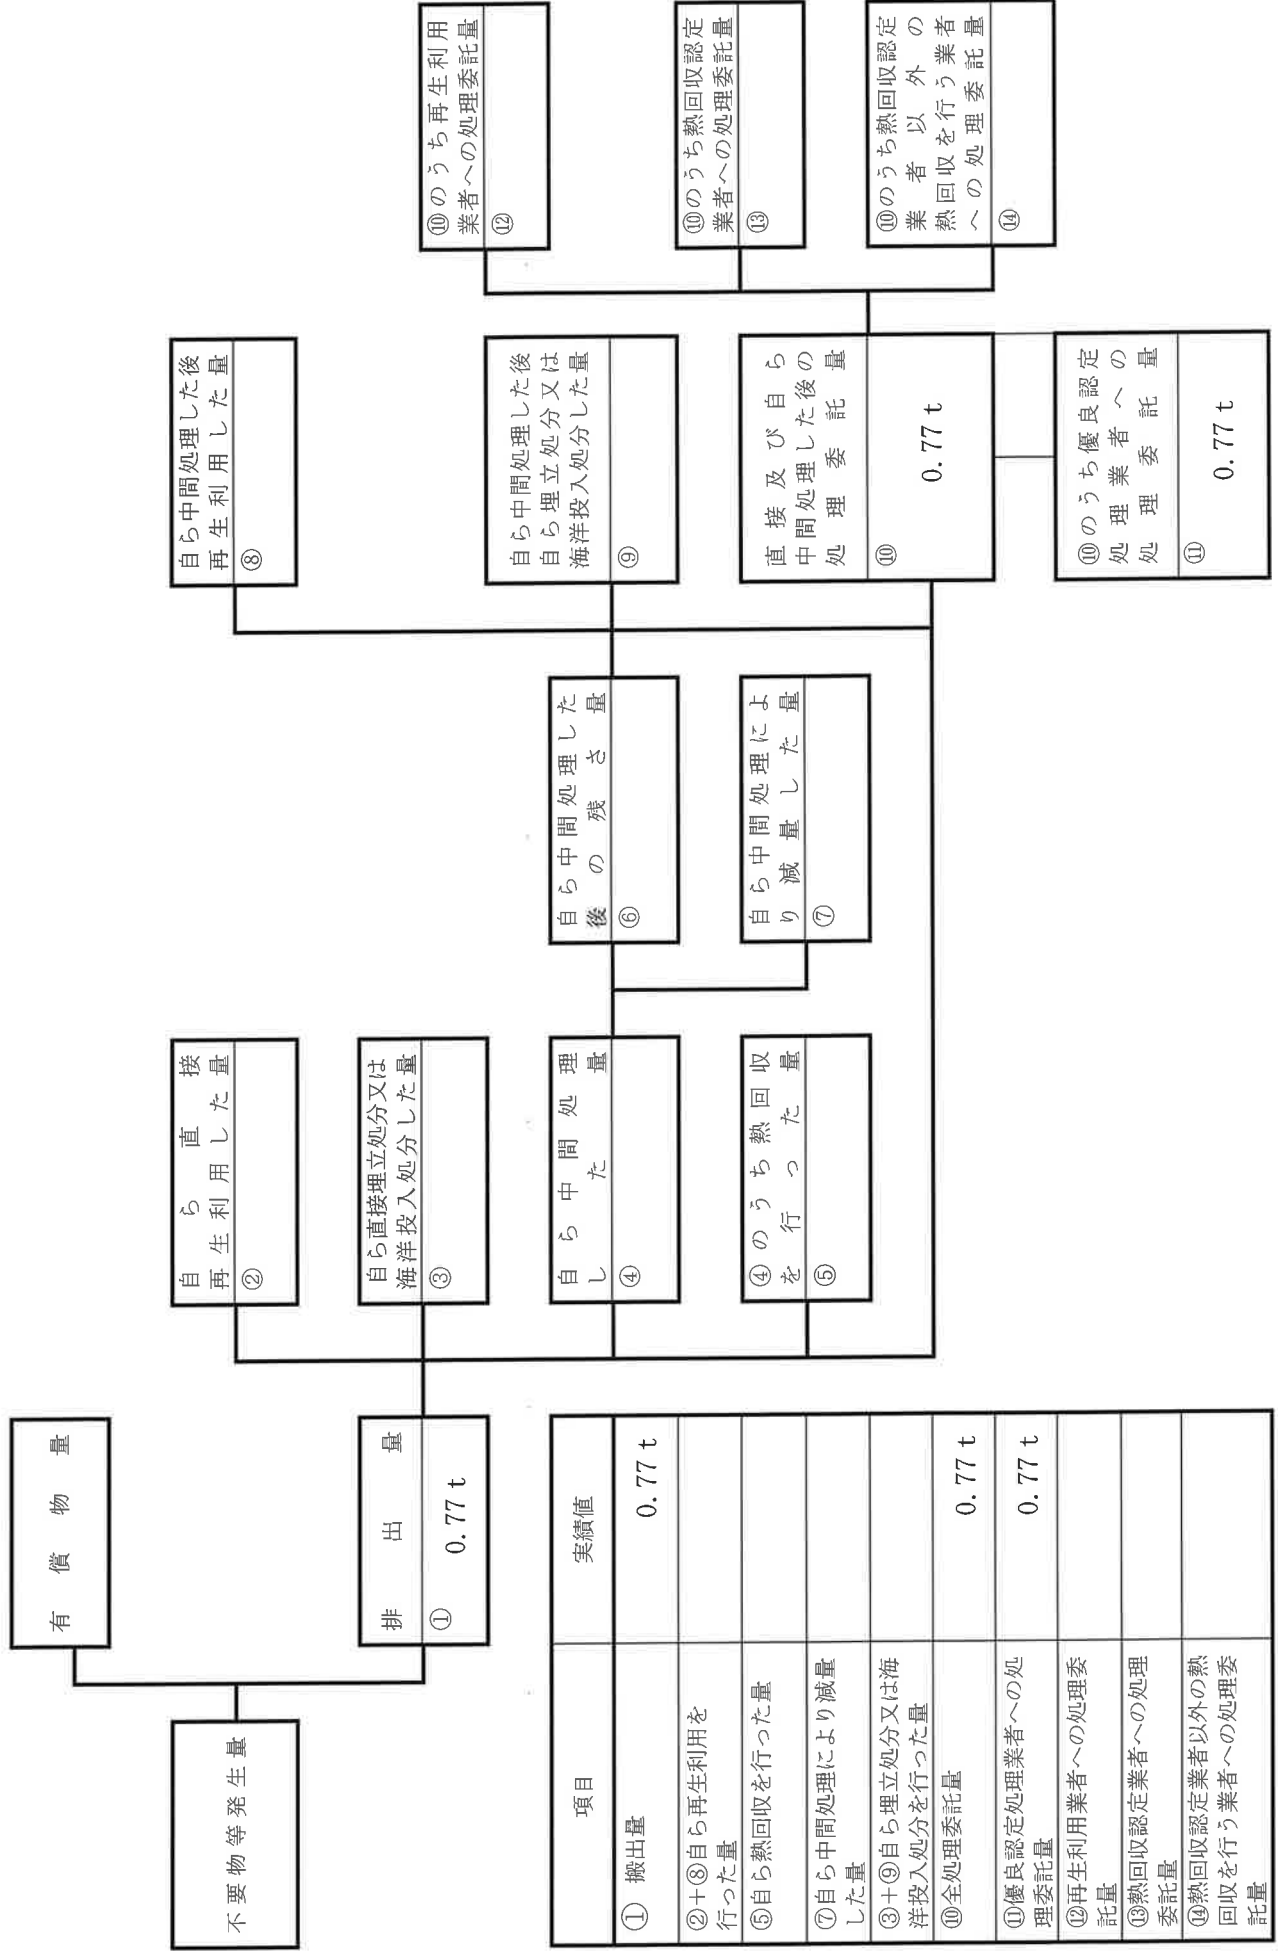 不要物等発生量
有償物量
排出量
① 0.77 t
自ら直接
再生利用した量
②
自ら直接埋立処分又は
海洋投入処分した量
③
自ら中間処理
した量
④
④のうち熱回収
を行った量
⑤
自ら中間処理した
後の残さ量
⑥
自ら中間処理によ
り減量した量
⑦
自ら中間処理した後
再生利用した量
⑧
自ら中間処理した後
自ら埋立処分又は
海洋投入処分した量
⑨
直接及び自ら
中間処理した後の
処理委託量
⑩ 0.77 t
⑩のうち優良認定
処理業者への
処理委託量
⑪ 0.77 t
⑩のうち再生利用
業者への処理委託量
⑫
⑩のうち熱回収認定
業者への処理委託量
⑬
⑩のうち熱回収認定
業者以外の
熱回収を行う業者
への処理委託量
⑭
項目 実績値
① 搬出量 0.77 t
②+⑧自ら再生利用を
行った量
⑤自ら熱回収を行った量
⑦自ら中間処理により減量
した量
③+⑨自ら埋立処分又は海
洋投入処分を行った量
⑩全処理委託量 0.77 t
⑪優良認定処理業者への処
理委託量 0.77 t
⑫再生利用業者への処理委
託量
⑬熱回収認定業者への処理
委託量
⑭熱回収認定業者以外の熱
回収を行う業者への処理委
託量